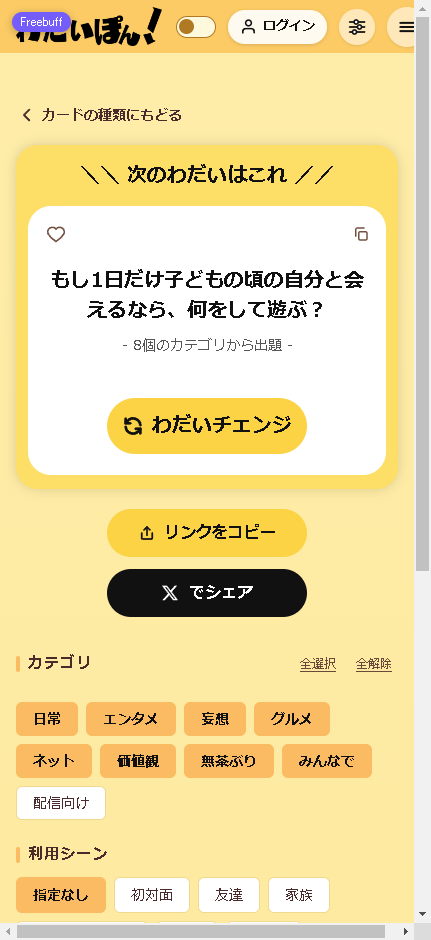 Freebuff
わだいぽん!
ログイン
カードの種類にもどる
＼＼ 次のわだいはこれ ／／
もし1日だけ子どもの頃の自分と会
えるなら、何をして遊ぶ？
- 8個のカテゴリから出題 -
わだいチェンジ
リンクをコピー
X でシェア
カテゴリ 全選択 全解除
日常 エンタメ 妄想 グルメ
ネット 価値観 無茶ぶり みんなで
配信向け
利用シーン
指定なし 初対面 友達 家族